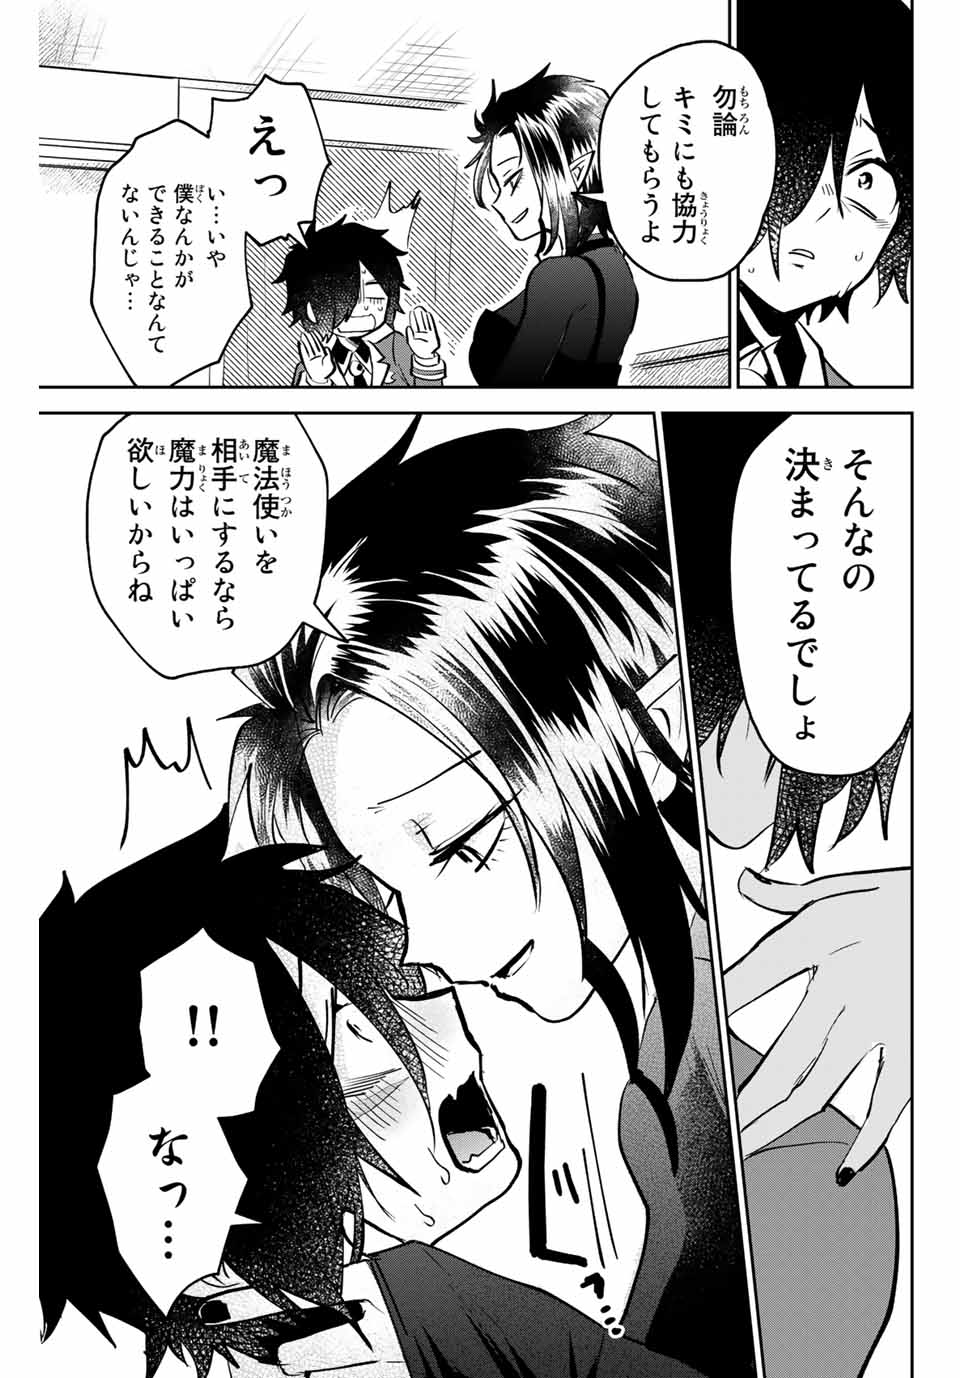 勿論
キミにも協力
してもらうよ
えっ
い…いや
僕なんかが
できることなんて
ないんじゃ…
そんなの
決まってるでしょ
魔法使いを
相手にするなら
魔力はいっぱい
欲しいからね
!!
なっ…